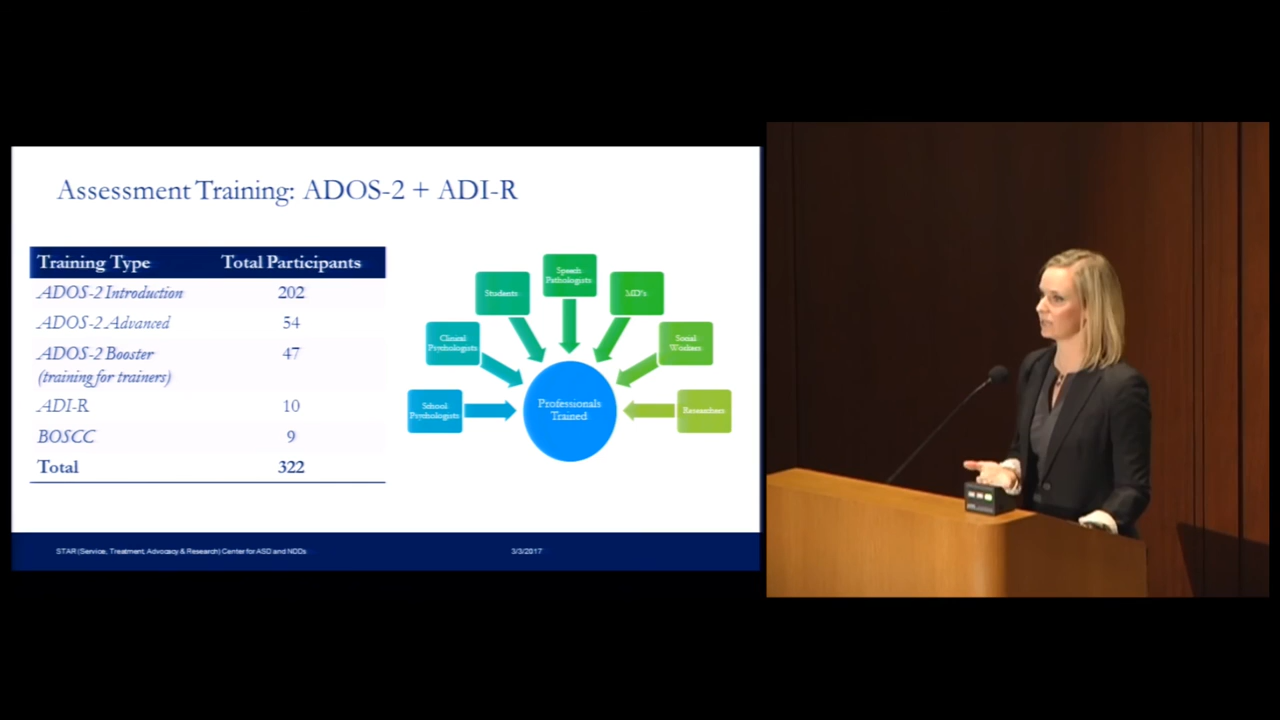 Assessment Training: ADOS-2 + ADI-R
Training Type Total Participants
ADOS-2 Introduction 202
ADOS-2 Advanced 54
ADOS-2 Booster 47
(training for trainers)
ADI-R 10
BOSCC 9
Total 322
School
Psychologists
Clinical
Psychologists
Students
Speech
Pathologists
MD's
Social
Workers
Researchers
Professionals
Trained
STAR (Service, Treatment, Advocacy & Research) Center for ASD and NDDs
3/3/2017